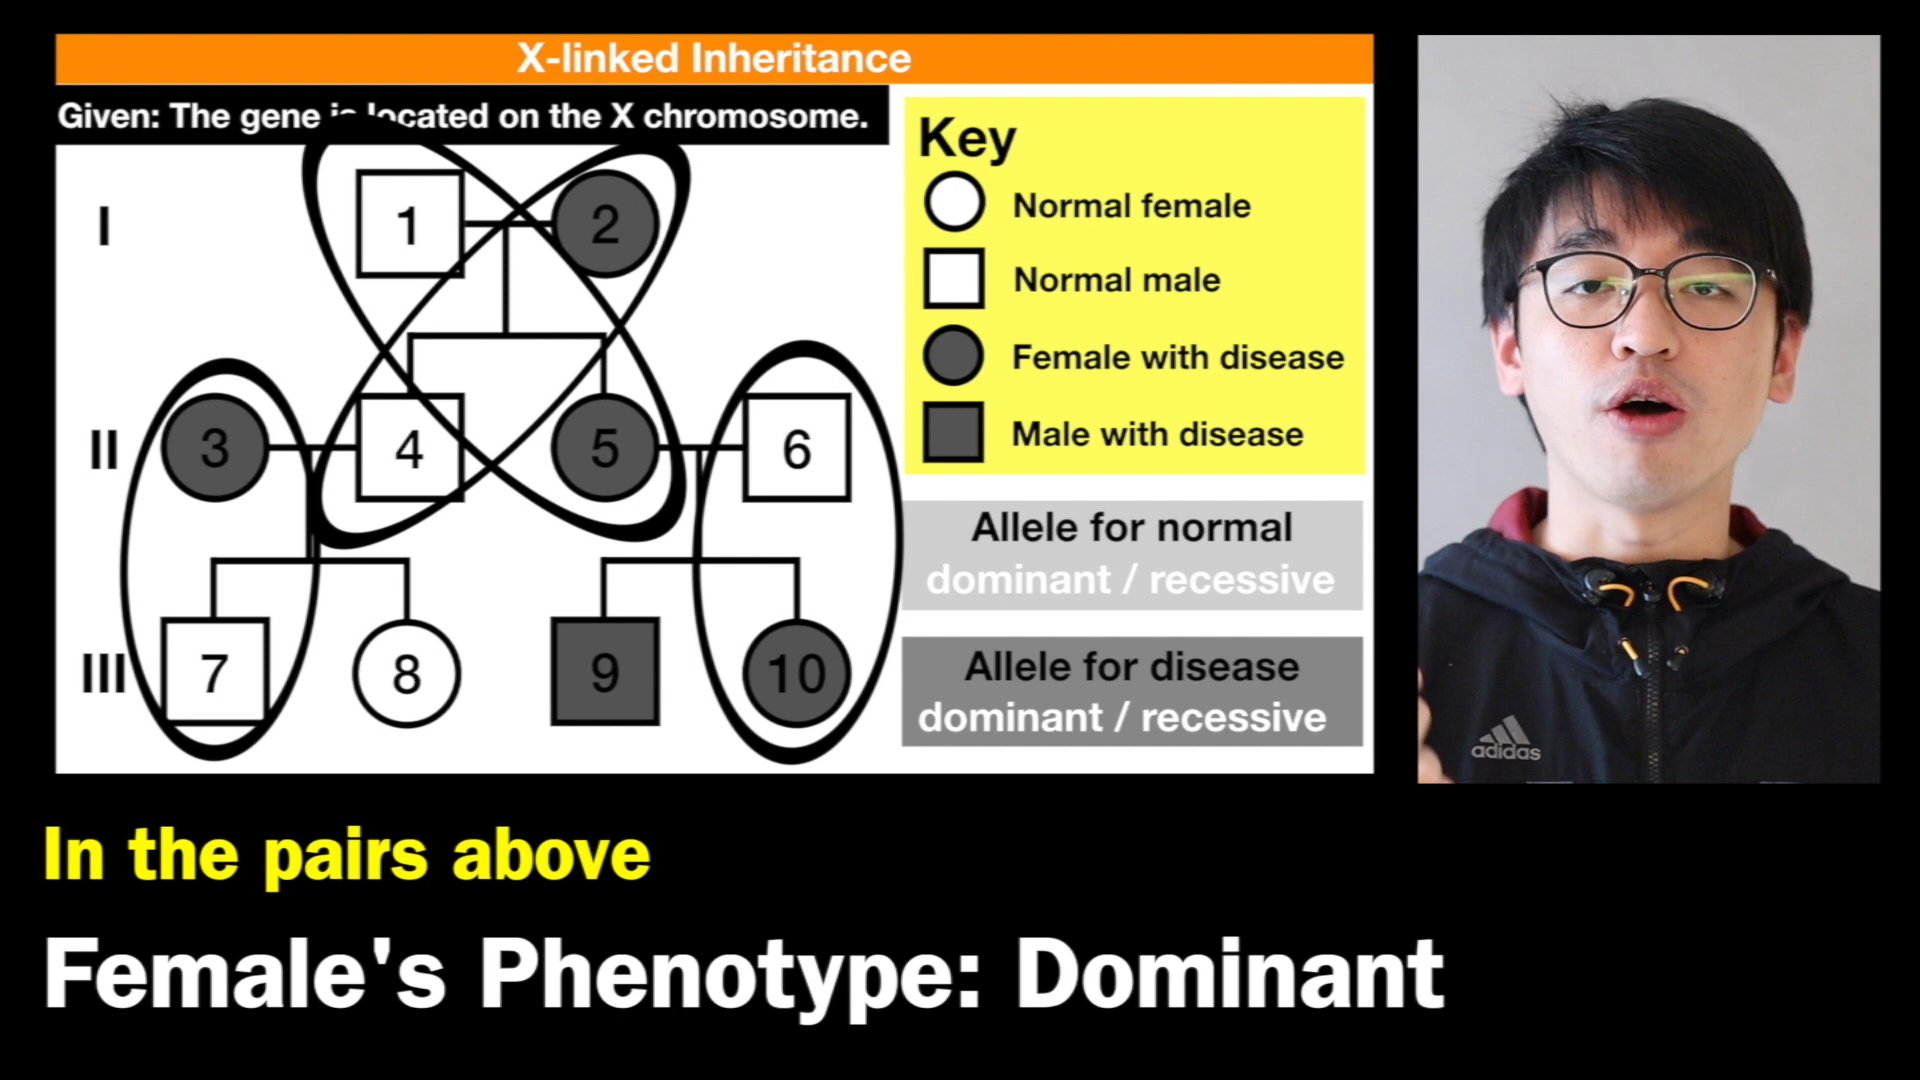 X-linked Inheritance
Given: The gene is located on the X chromosome.
Key
Normal female
Normal male
Female with disease
Male with disease
I
1
2
II
3
4
5
6
III
7
8
9
10
Allele for normal
dominant / recessive
Allele for disease
dominant / recessive
adidas
In the pairs above
Female's Phenotype: Dominant